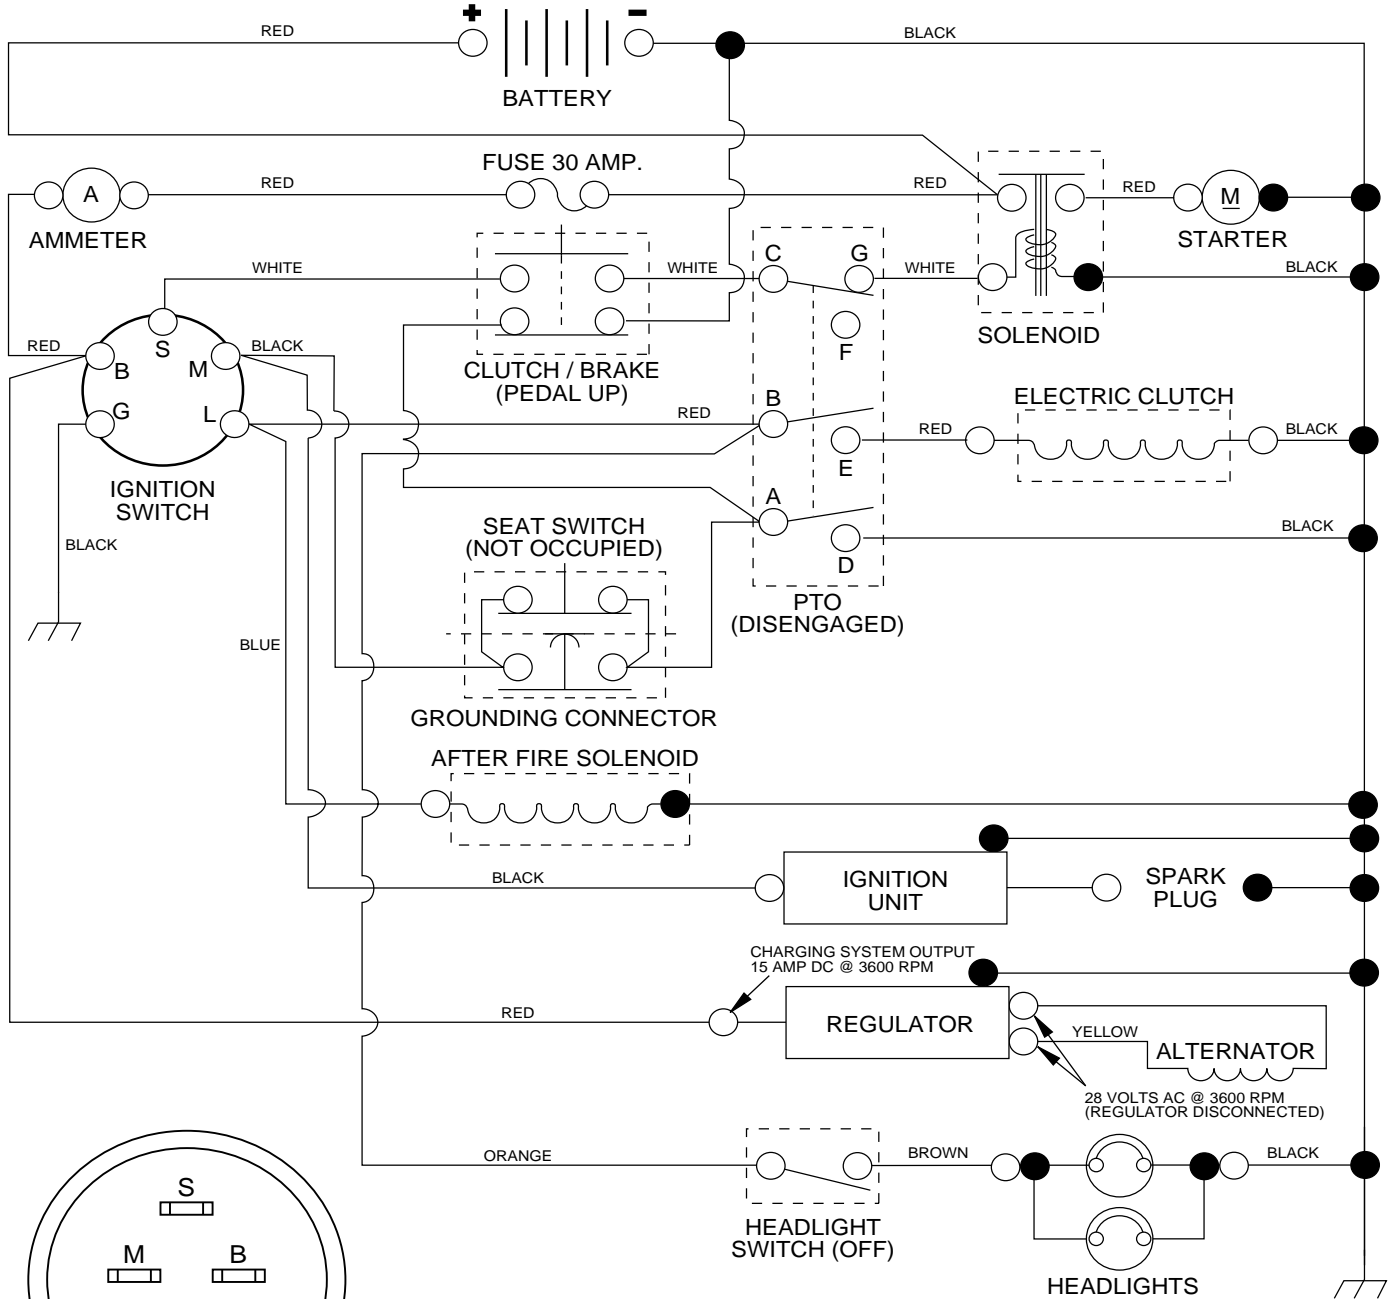 +
−
RED
BLACK
BATTERY
FUSE 30 AMP.
A
RED
RED
RED
M
AMMETER
STARTER
WHITE
WHITE
C
G
WHITE
BLACK
SOLENOID
RED
S
BLACK
B
M
F
CLUTCH / BRAKE
(PEDAL UP)
G
L
RED
B
ELECTRIC CLUTCH
RED
BLACK
E
IGNITION
SWITCH
A
SEAT SWITCH
(NOT OCCUPIED)
BLACK
BLACK
D
PTO
(DISENGAGED)
BLUE
GROUNDING CONNECTOR
AFTER FIRE SOLENOID
BLACK
IGNITION
UNIT
SPARK
PLUG
CHARGING SYSTEM OUTPUT
15 AMP DC @ 3600 RPM
RED
REGULATOR
YELLOW
ALTERNATOR
28 VOLTS AC @ 3600 RPM
(REGULATOR DISCONNECTED)
ORANGE
BROWN
BLACK
S
HEADLIGHT
SWITCH (OFF)
M
B
HEADLIGHTS